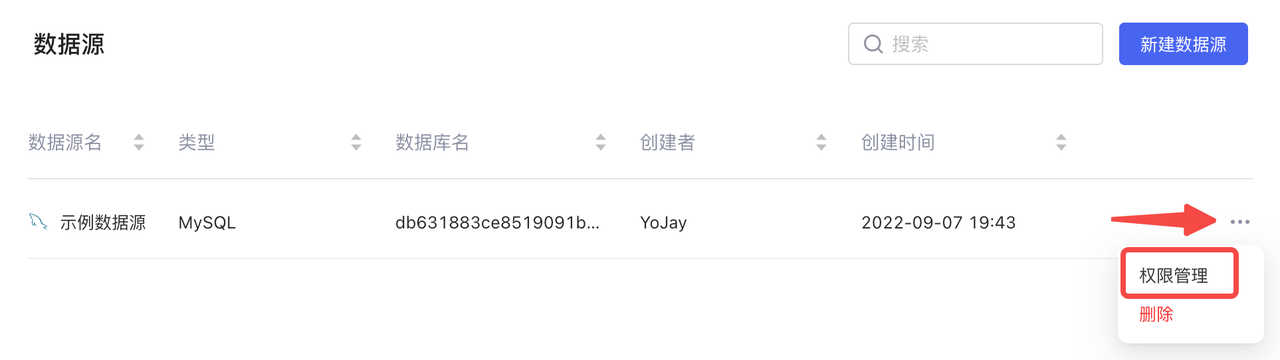 数据源
搜索
新建数据源
数据源名 类型 数据库名 创建者 创建时间
示例数据源 MySQL db631883ce8519091b... YoJay 2022-09-07 19:43
权限管理
删除